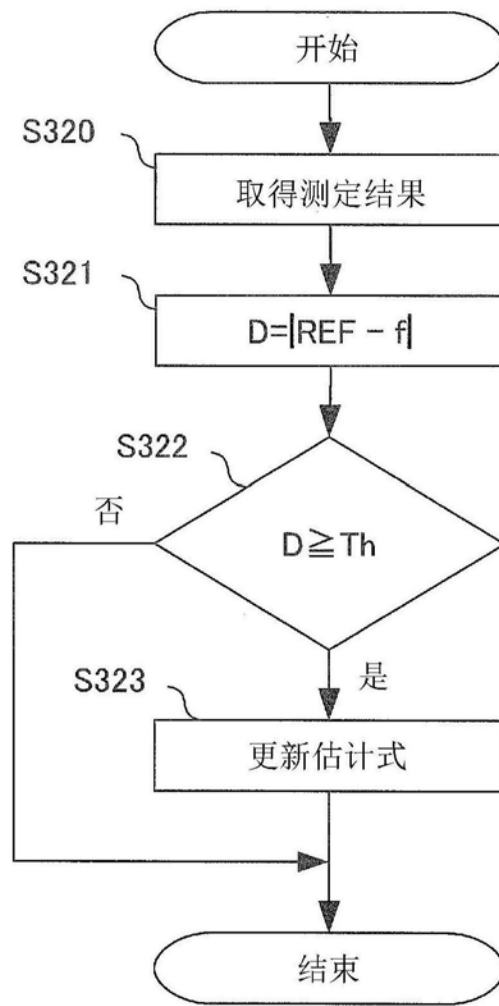 开始
S320
取得测定结果
S321
D=|REF - f|
S322
否
D≧Th
是
S323
更新估计式
结束